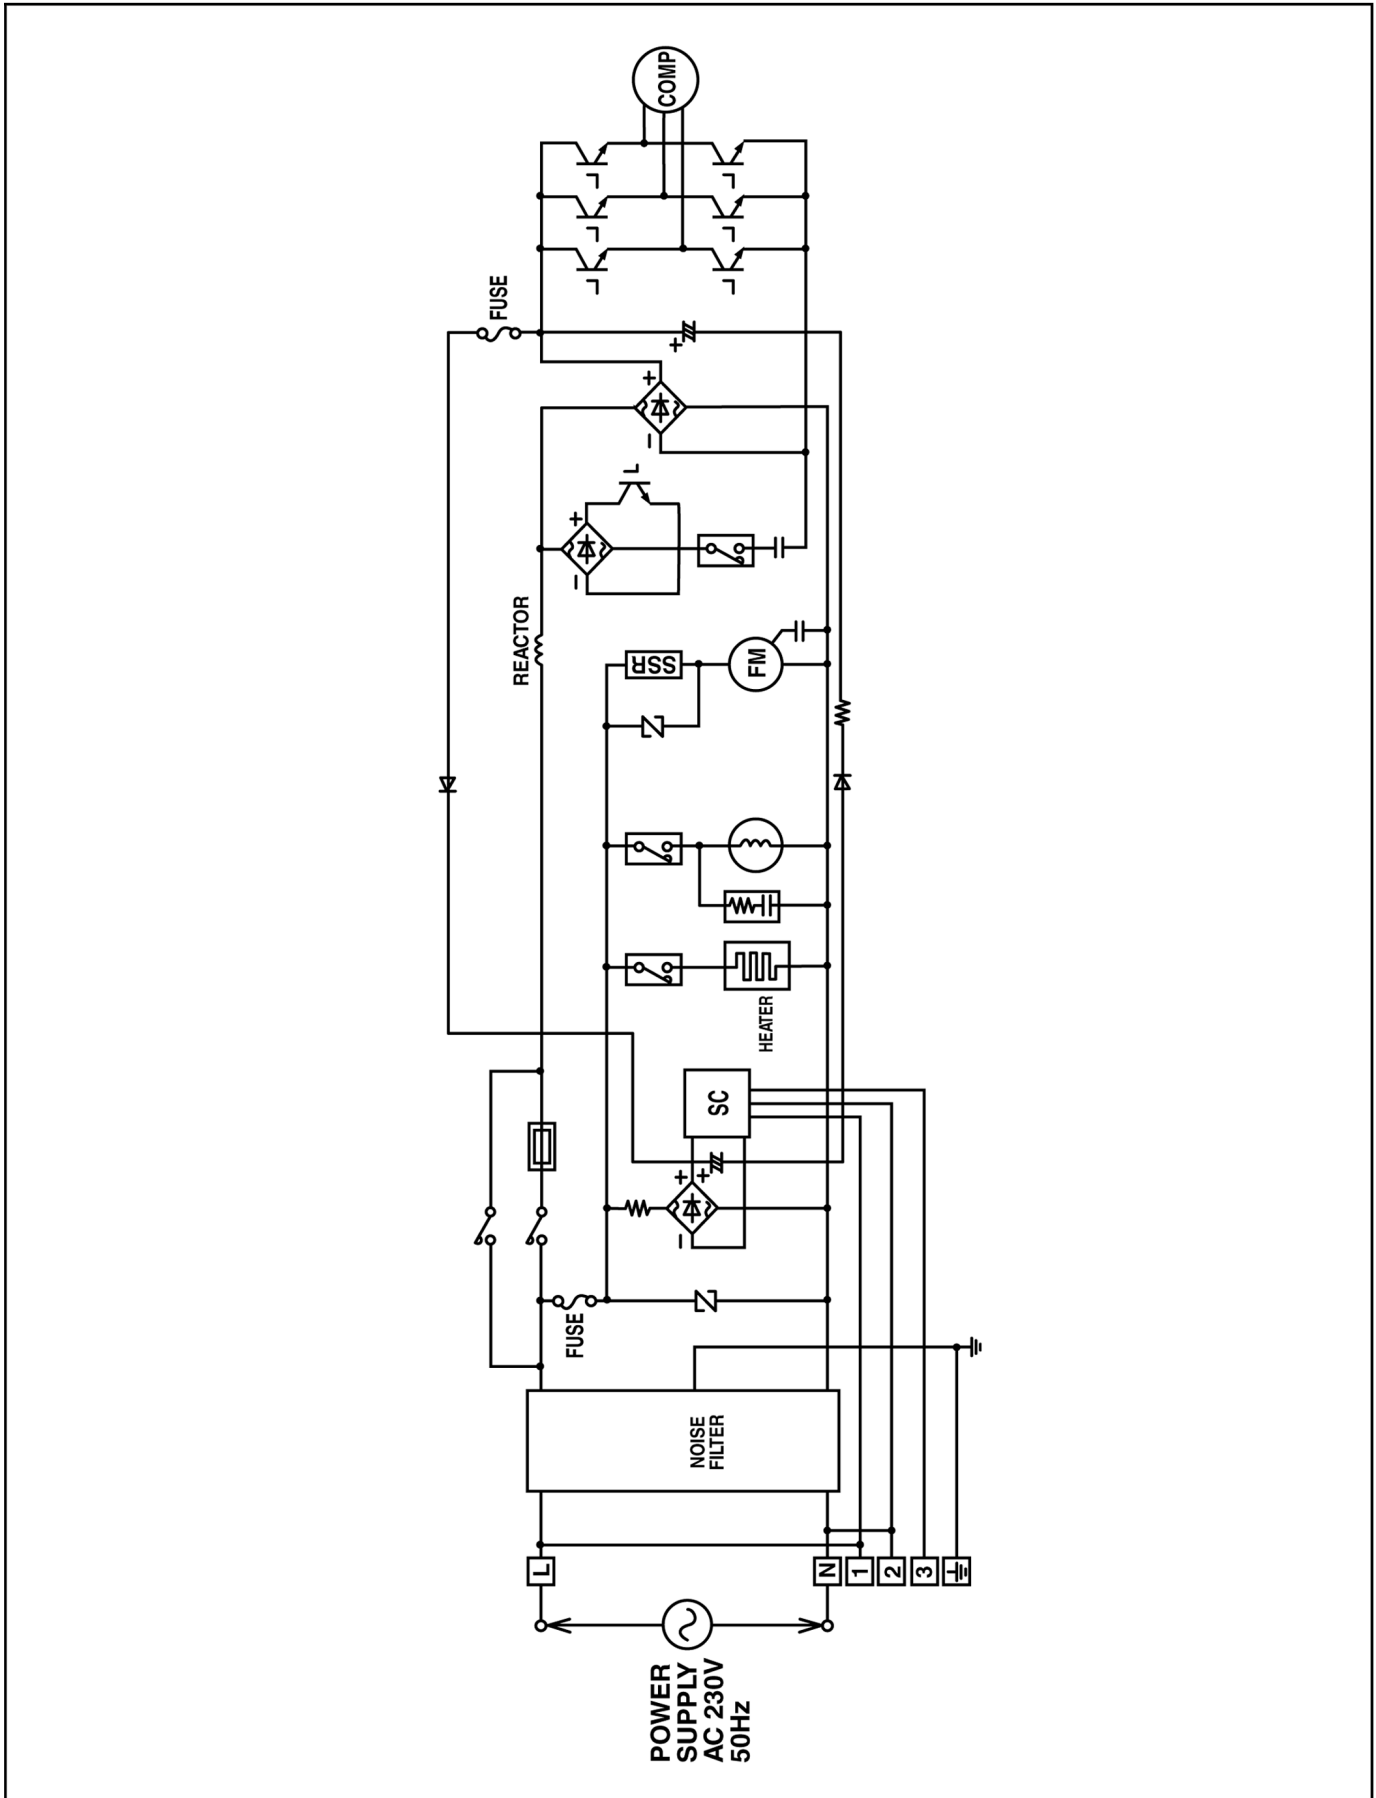 COMP
FUSE
+
+
−
L
+
−
REACTOR
SSR
FM
HEATER
SC
+
+
−
FUSE
NOISE
FILTER
L
N
1
2
3
POWER
SUPPLY
AC 230V
50Hz